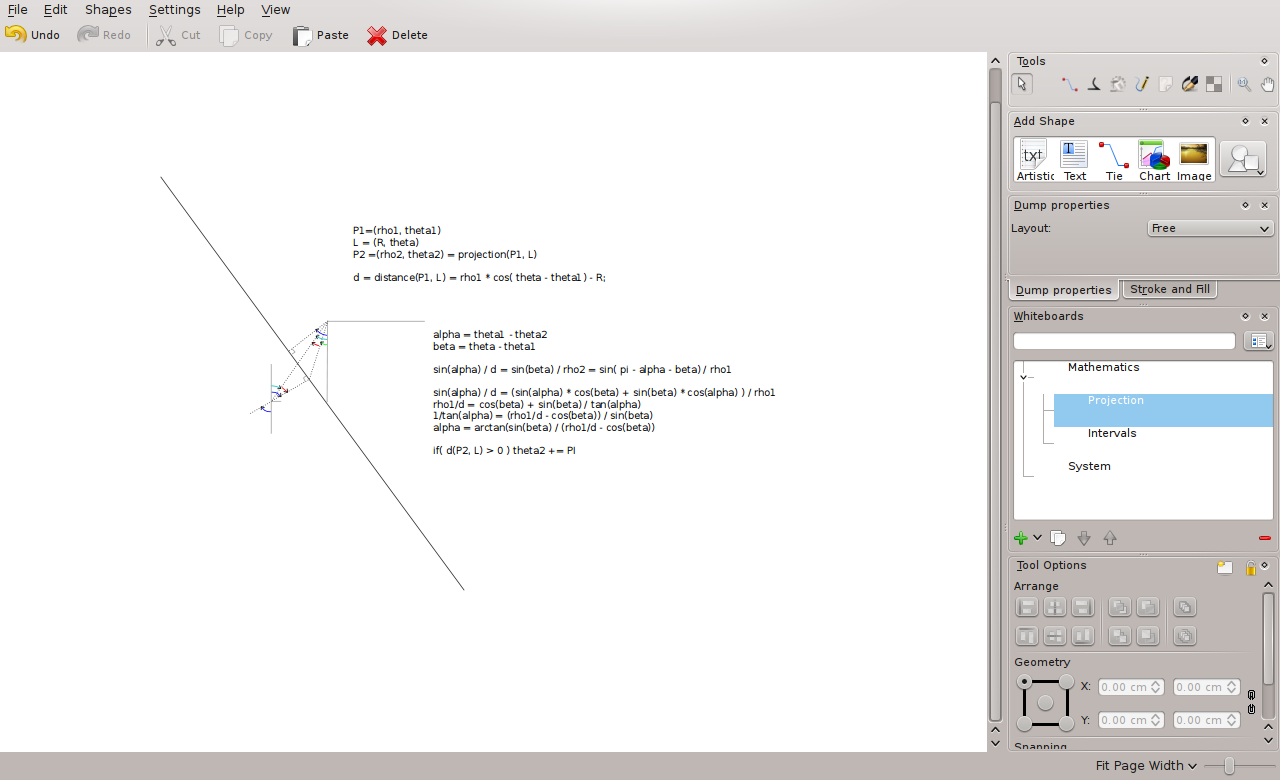 File Edit Shapes Settings Help View
Undo Redo Cut Copy Paste Delete
P1=(rho1, theta1)
L = (R, theta)
P2 =(rho2, theta2) = projection(P1, L)
d = distance(P1, L) = rho1 * cos( theta - theta1) - R;
alpha = theta1 - theta2
beta = theta - theta1
sin(alpha) / d = sin(beta) / rho2 = sin( pi - alpha - beta) / rho1
sin(alpha) / d = (sin(alpha) * cos(beta) + sin(beta) * cos(alpha) ) / rho1
rho1/d = cos(beta) + sin(beta) / tan(alpha)
1/tan(alpha) = (rho1/d - cos(beta)) / sin(beta)
alpha = arctan(sin(beta) / (rho1/d - cos(beta))
if( d(P2, L) > 0 ) theta2 += PI
Tools
Add Shape
txt T
Artistic Text Tie Chart Image
Dump properties
Layout: Free
Dump properties Stroke and Fill
Whiteboards
Mathematics
Projection
Intervals
System
Tool Options
Arrange
Geometry
X: 0.00 cm 0.00 cm
Y: 0.00 cm 0.00 cm
Snapping
Fit Page Width